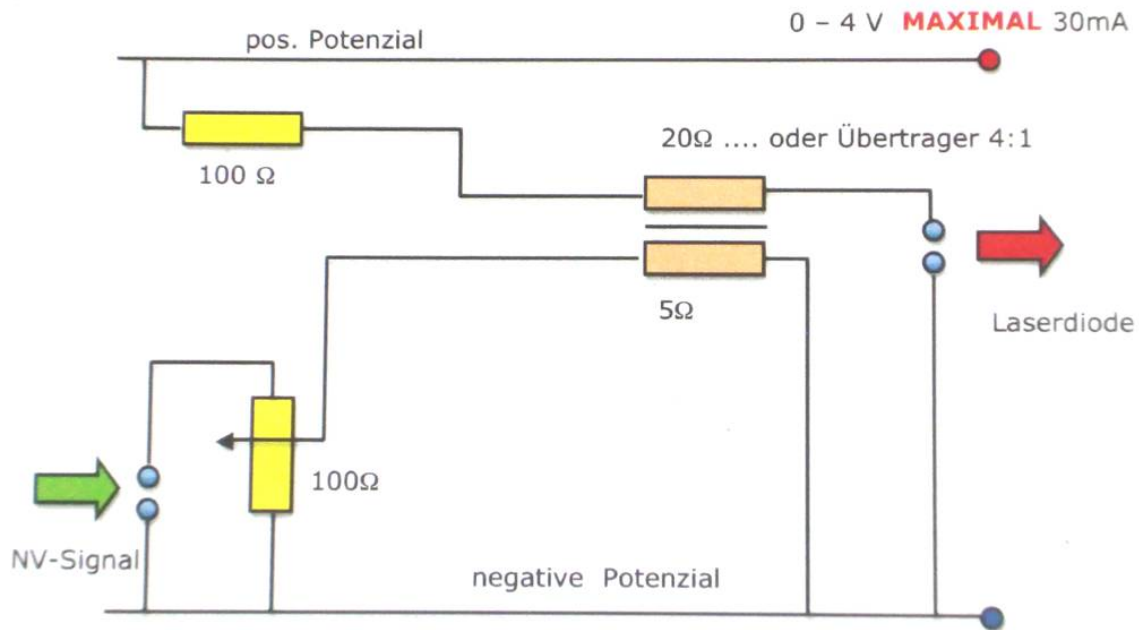 0 – 4 V MAXIMAL 30mA
pos. Potenzial
20Ω .... oder Übertrager 4:1
100 Ω
5Ω
Laserdiode
100Ω
NV-Signal
negative Potenzial